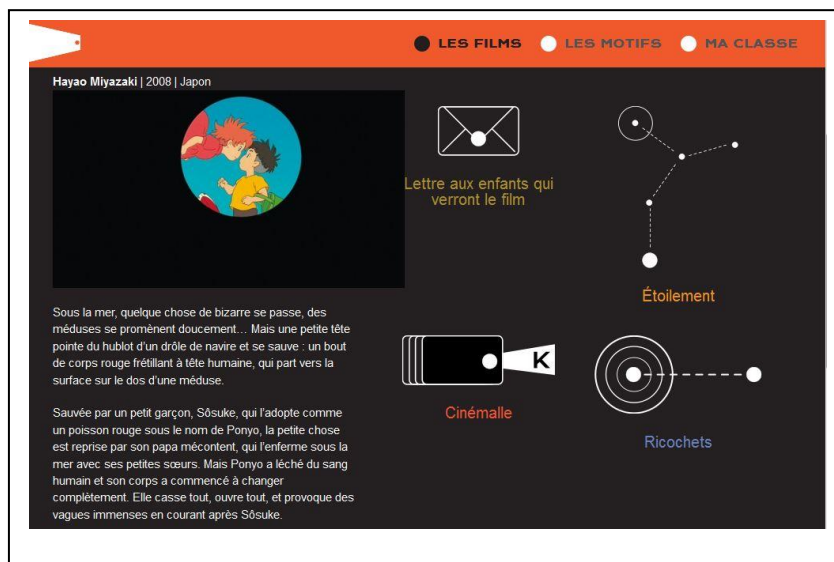 LES FILMS LES MOTIFS MA CLASSE
Hayao Miyazaki | 2008 | Japon
Lettre aux enfants qui
verront le film
Étoilement
Sous la mer, quelque chose de bizarre se passe, des
méduses se promènent doucement… Mais une petite tête
pointe du hublot d'un drôle de navire et se sauve : un bout
de corps rouge frétillant à tête humaine, qui part vers la
surface sur le dos d'une méduse.
K
Cinémalle
Ricochets
Sauvée par un petit garçon, Sôsuke, qui l'adopte comme
un poisson rouge sous le nom de Ponyo, la petite chose
est reprise par son papa mécontent, qui l'enferme sous la
mer avec ses petites sœurs. Mais Ponyo a léché du sang
humain et son corps a commencé à changer
complètement. Elle casse tout, ouvre tout, et provoque des
vagues immenses en courant après Sôsuke.